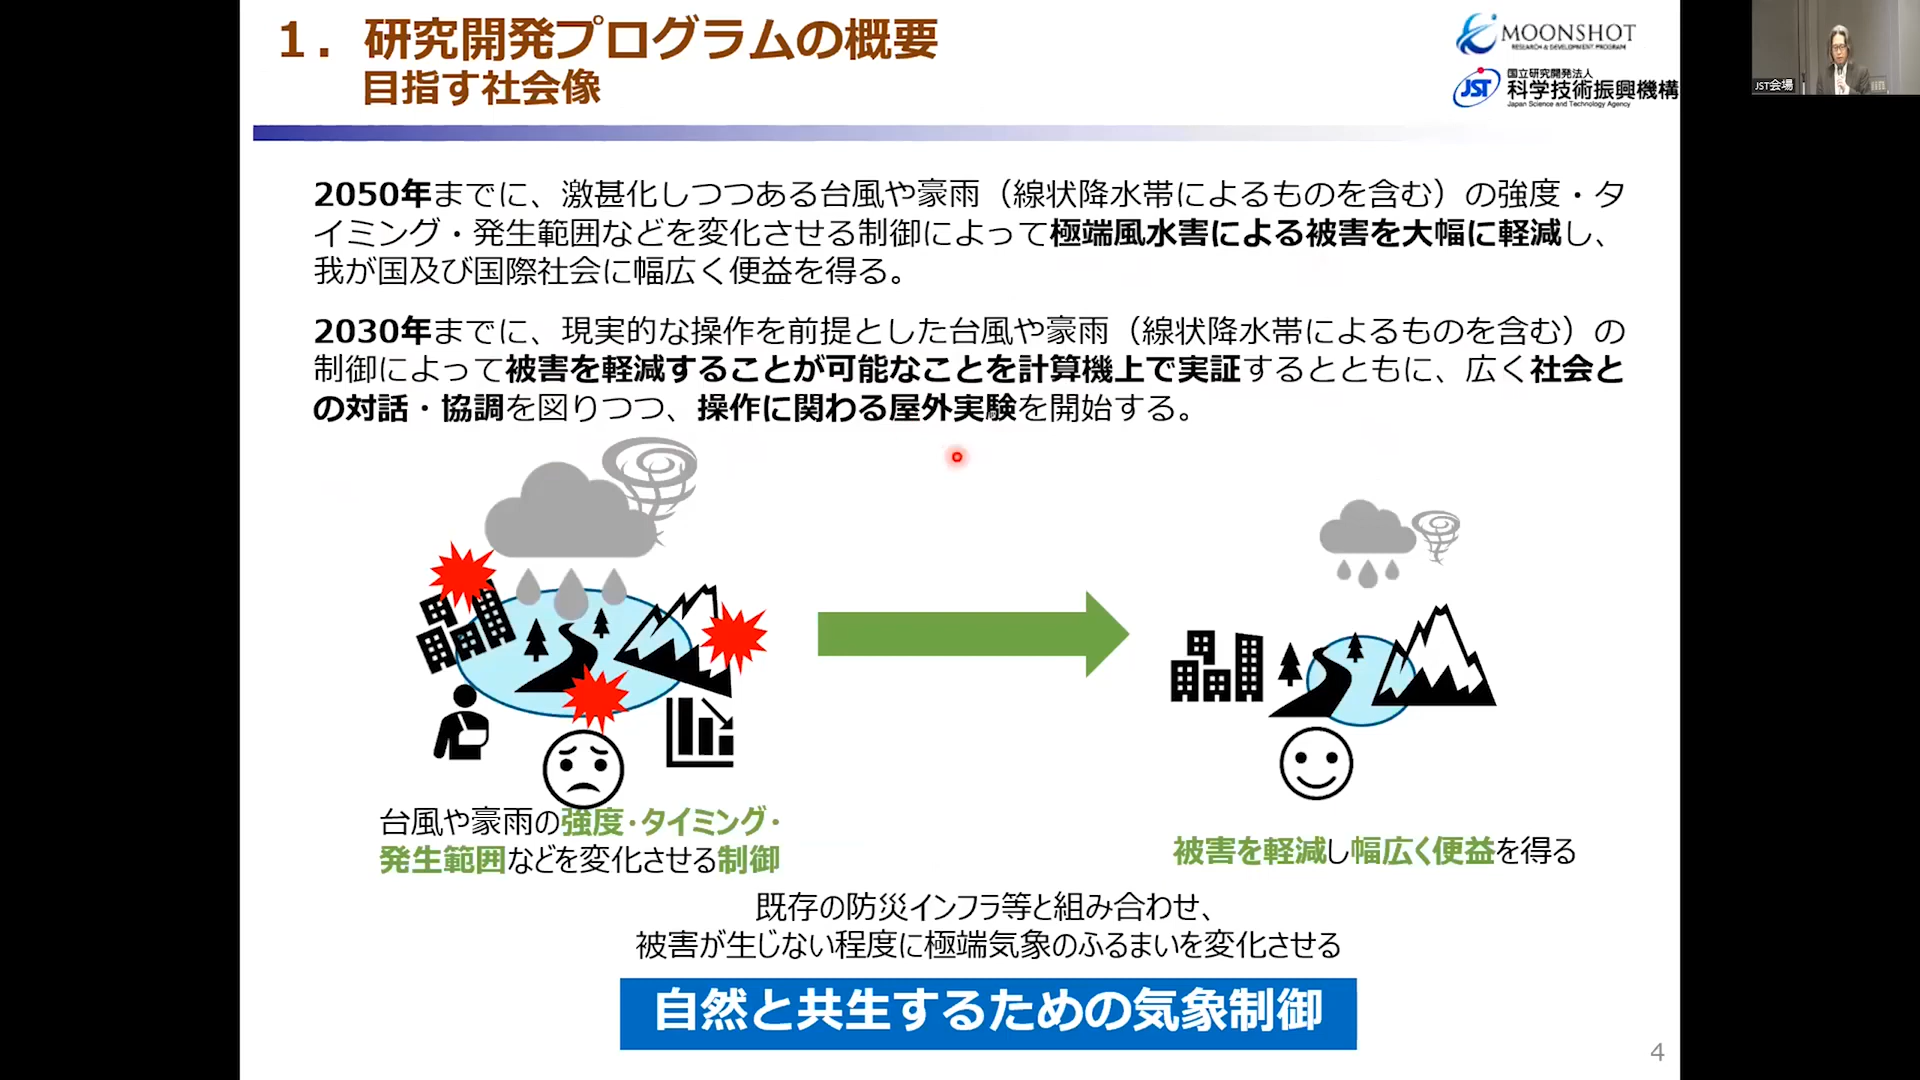 1．研究開発プログラムの概要
目指す社会像
MOONSHOT
RESEARCH & DEVELOPMENT PROGRAM
JST
国立研究開発法人
科学技術振興機構
Japan Science and Technology Agency
JST会場
2050年までに、激甚化しつつある台風や豪雨（線状降水帯によるものを含む）の強度・タ
イミング・発生範囲などを変化させる制御によって極端風水害による被害を大幅に軽減し、
我が国及び国際社会に幅広く便益を得る。
2030年までに、現実的な操作を前提とした台風や豪雨（線状降水帯によるものを含む）の
制御によって被害を軽減することが可能なことを計算機上で実証するとともに、広く社会と
の対話・協調を図りつつ、操作に関わる屋外実験を開始する。
台風や豪雨の強度・タイミング・
発生範囲などを変化させる制御
被害を軽減し幅広く便益を得る
既存の防災インフラ等と組み合わせ、
被害が生じない程度に極端気象のふるまいを変化させる
自然と共生するための気象制御
4